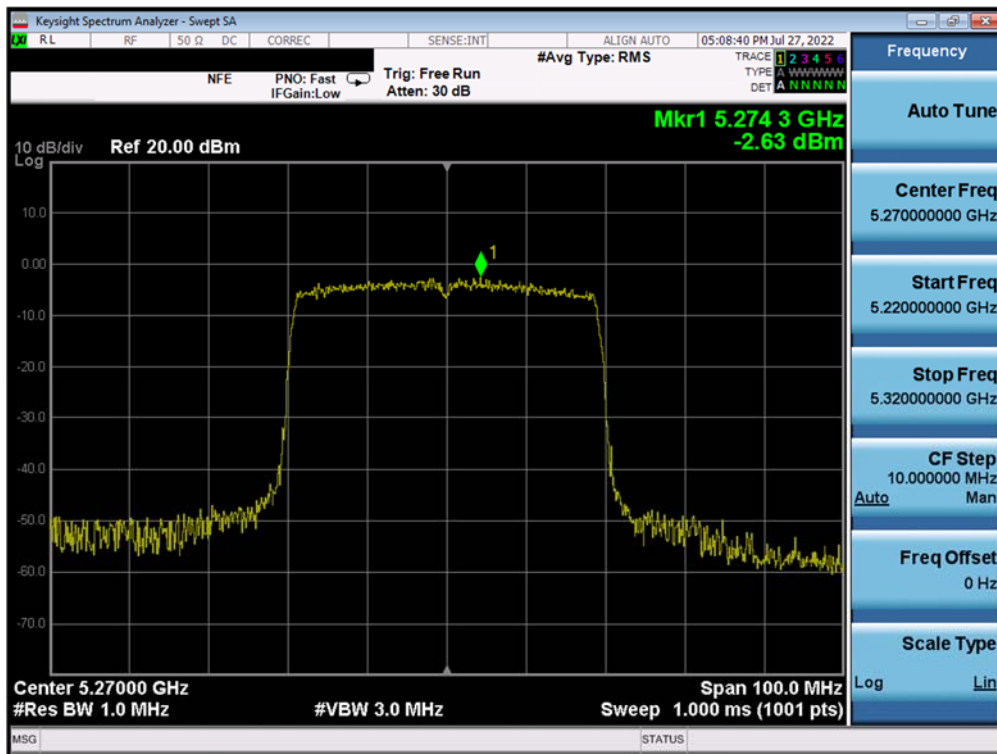 Keysight Spectrum Analyzer - Swept SA
LXI RL RF 50 Ω DC CORREC SENSE:INT ALIGN AUTO 05:08:40 PM Jul 27, 2022
Frequency
#Avg Type: RMS
TRACE 1 2 3 4 5 6
TYPE A WWWWW
DET A N N N N N
NFE
PNO: Fast
IFGain:Low
Trig: Free Run
Atten: 30 dB
Mkr1 5.274 3 GHz
-2.63 dBm
10 dB/div
Log
Ref 20.00 dBm
1
10.0
0.00
-10.0
-20.0
-30.0
-40.0
-50.0
-60.0
-70.0
Center 5.27000 GHz
Span 100.0 MHz
#Res BW 1.0 MHz
#VBW 3.0 MHz
Sweep 1.000 ms (1001 pts)
Auto Tune
Center Freq
5.270000000 GHz
Start Freq
5.220000000 GHz
Stop Freq
5.320000000 GHz
CF Step
10.000000 MHz
Auto Man
Freq Offset
0 Hz
Scale Type
Log Lin
MSG
STATUS